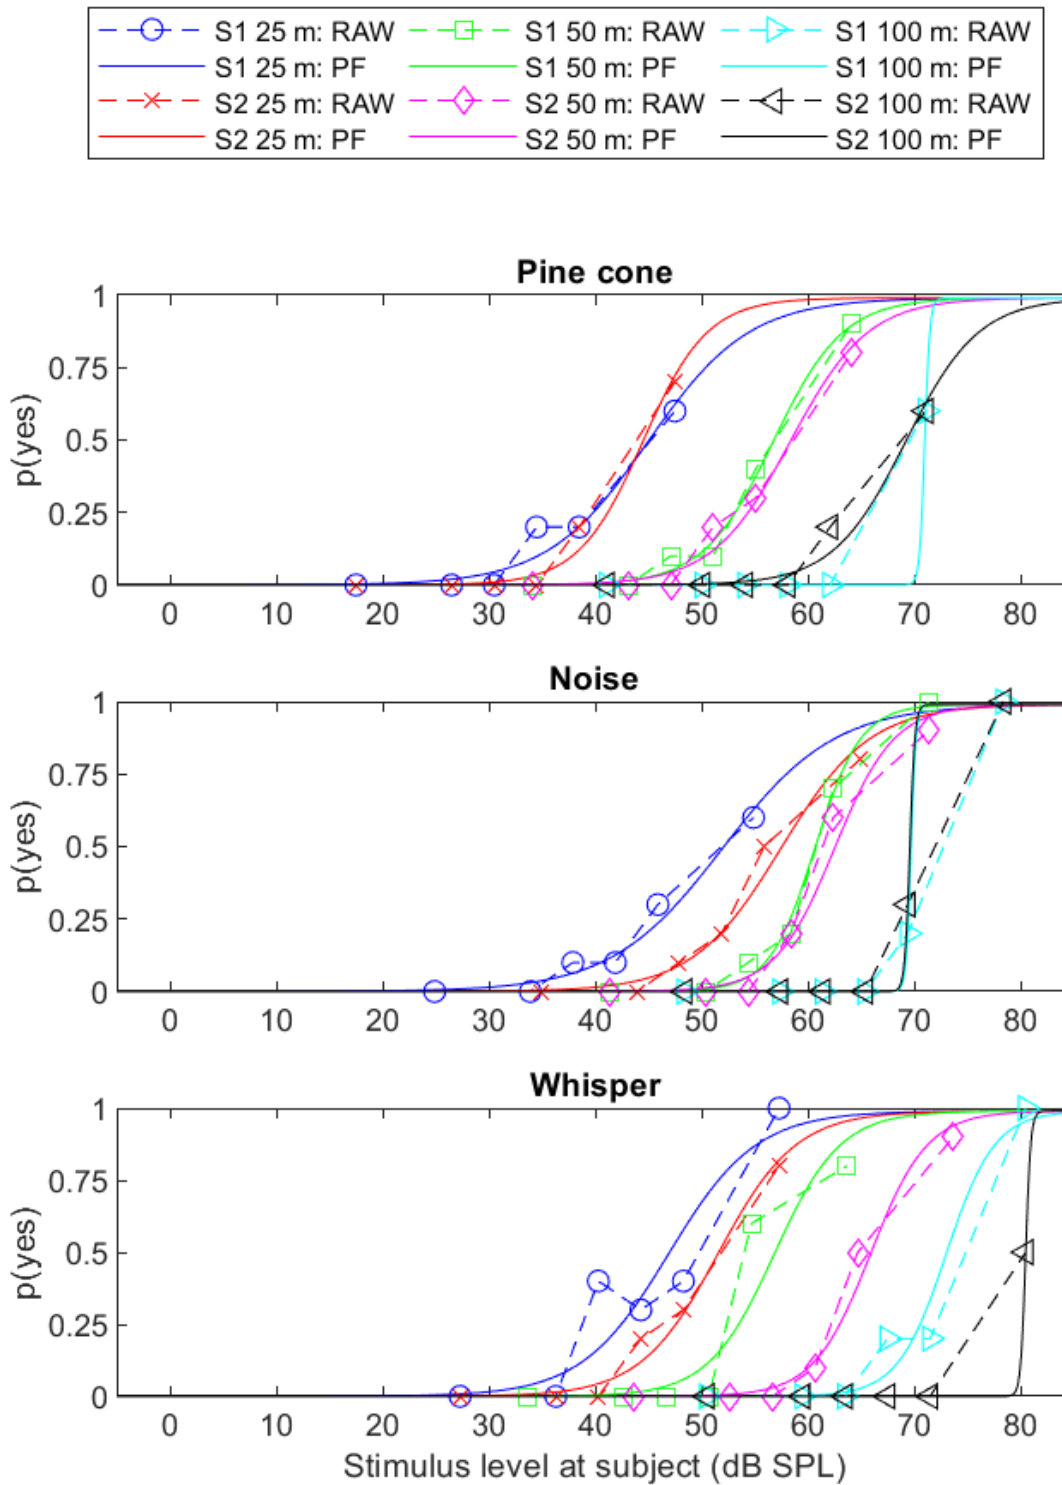 S1 25 m: RAW S1 50 m: RAW S1 100 m: RAW
S1 25 m: PF S1 50 m: PF S1 100 m: PF
S2 25 m: RAW S2 50 m: RAW S2 100 m: RAW
S2 25 m: PF S2 50 m: PF S2 100 m: PF
Pine cone
1
0.75
0.5
0.25
0
p(yes)
0 10 20 30 40 50 60 70 80
Noise
1
0.75
0.5
0.25
0
p(yes)
0 10 20 30 40 50 60 70 80
Whisper
1
0.75
0.5
0.25
0
p(yes)
0 10 20 30 40 50 60 70 80
Stimulus level at subject (dB SPL)